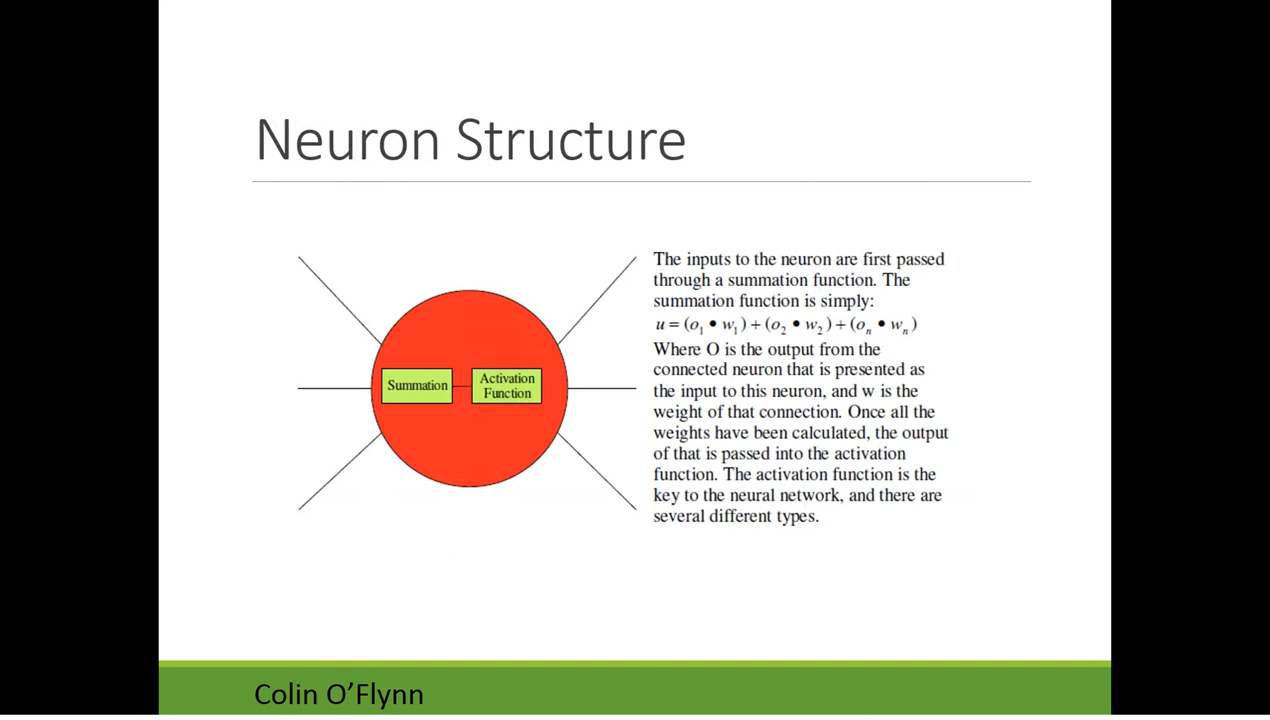 Neuron Structure
Summation
Activation
Function
The inputs to the neuron are first passed
through a summation function. The
summation function is simply:
u = (o₁ • w₁) + (o₂ • w₂) + (oₙ • wₙ)
Where O is the output from the
connected neuron that is presented as
the input to this neuron, and w is the
weight of that connection. Once all the
weights have been calculated, the output
of that is passed into the activation
function. The activation function is the
key to the neural network, and there are
several different types.
Colin O’Flynn